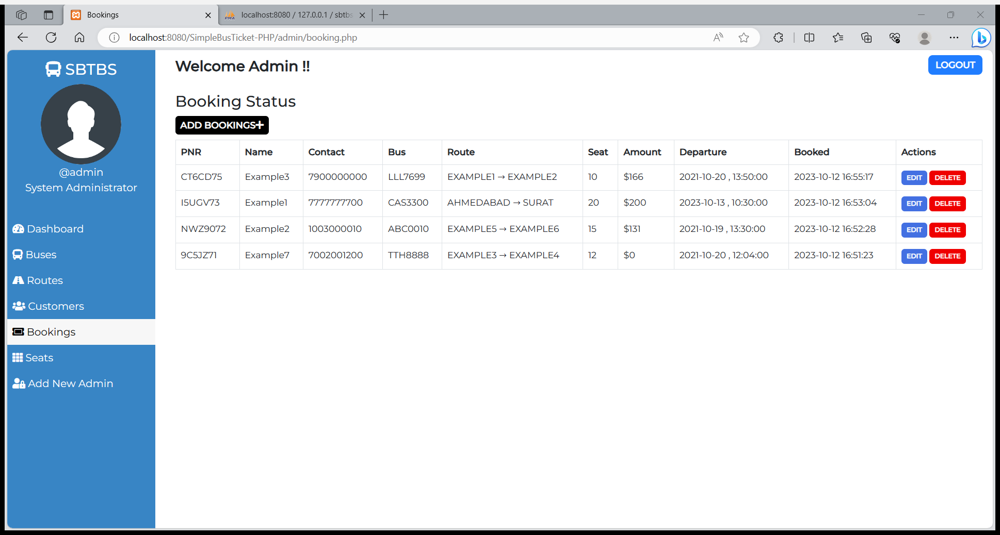 Bookings
localhost:8080 / 127.0.0.1 / sbtbs
PMA
localhost:8080/SimpleBusTicket-PHP/admin/booking.php
SBTBS
@admin
System Administrator
Dashboard
Buses
Routes
Customers
Bookings
Seats
Add New Admin
Welcome Admin !!
LOGOUT
Booking Status
ADD BOOKINGS+
PNR Name Contact Bus Route Seat Amount Departure Booked Actions
CT6CD75 Example3 7900000000 LLL7699 EXAMPLE1 → EXAMPLE2 10 $166 2021-10-20 , 13:50:00 2023-10-12 16:55:17 EDIT DELETE
I5UGV73 Example1 7777777700 CAS3300 AHMEDABAD → SURAT 20 $200 2023-10-13 , 10:30:00 2023-10-12 16:53:04 EDIT DELETE
NWZ9072 Example2 1003000010 ABC0010 EXAMPLE5 → EXAMPLE6 15 $131 2021-10-19 , 13:30:00 2023-10-12 16:52:28 EDIT DELETE
9C5JZ71 Example7 7002001200 TTH8888 EXAMPLE3 → EXAMPLE4 12 $0 2021-10-20 , 12:04:00 2023-10-12 16:51:23 EDIT DELETE